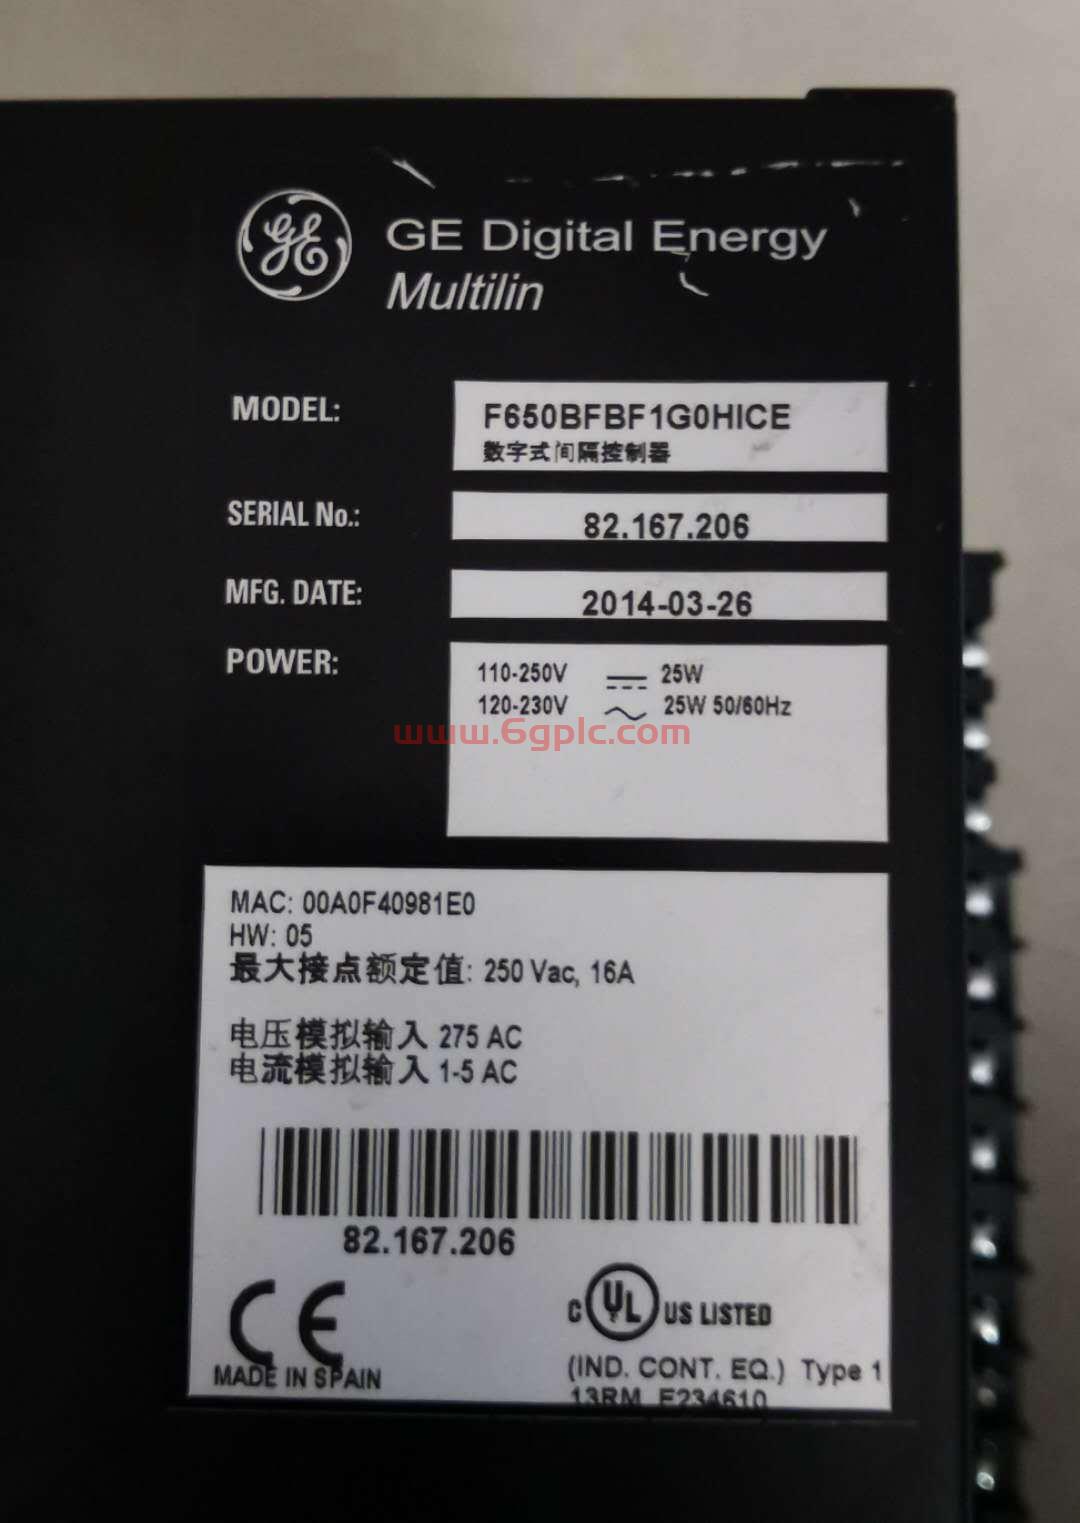 GE
GE Digital Energy
Multilin
MODEL: F650BFBF1G0HICE
数字式间隔控制器
SERIAL No.: 82.167.206
MFG. DATE: 2014-03-26
POWER: 110-250V 25W
120-230V 25W 50/60Hz
www.6gplc.com
MAC: 00A0F40981E0
HW: 05
最大接点额定值: 250 Vac, 16A
电压模拟输入 275 AC
电流模拟输入 1-5 AC
82.167.206
CE
MADE IN SPAIN
C UL US LISTED
(IND. CONT. EQ.) Type 1
13RM E234610